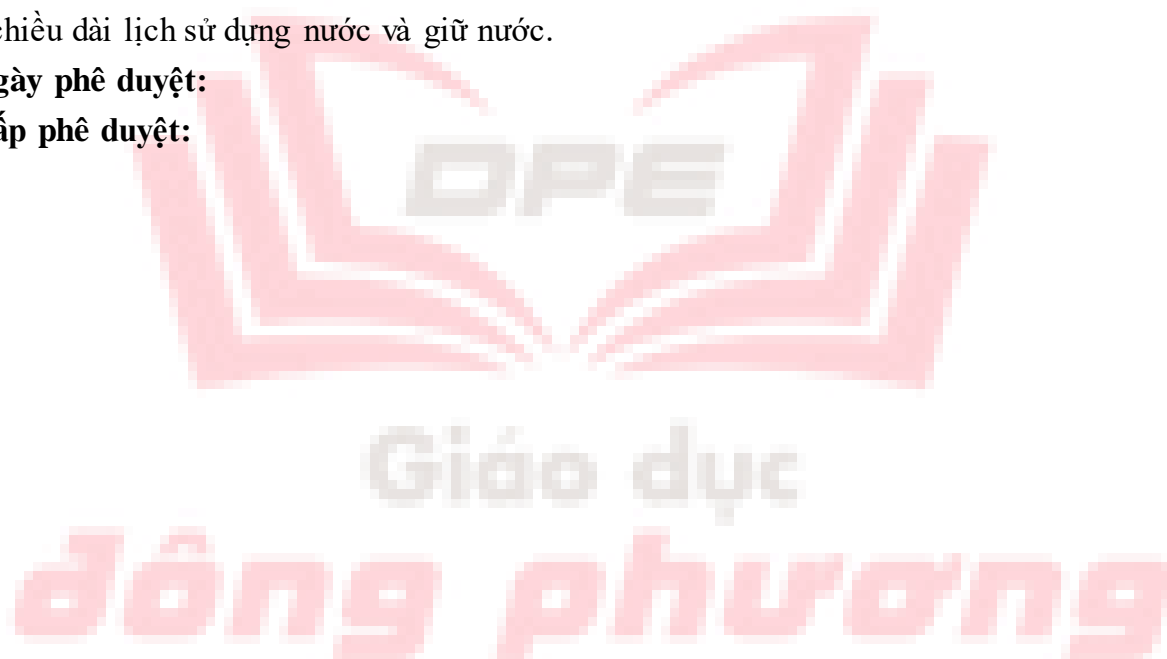 chiều dài lịch sử dựng nước và giữ nước.
gày phê duyệt:
ấp phê duyệt:
DPE
Giáo dục
đông phương